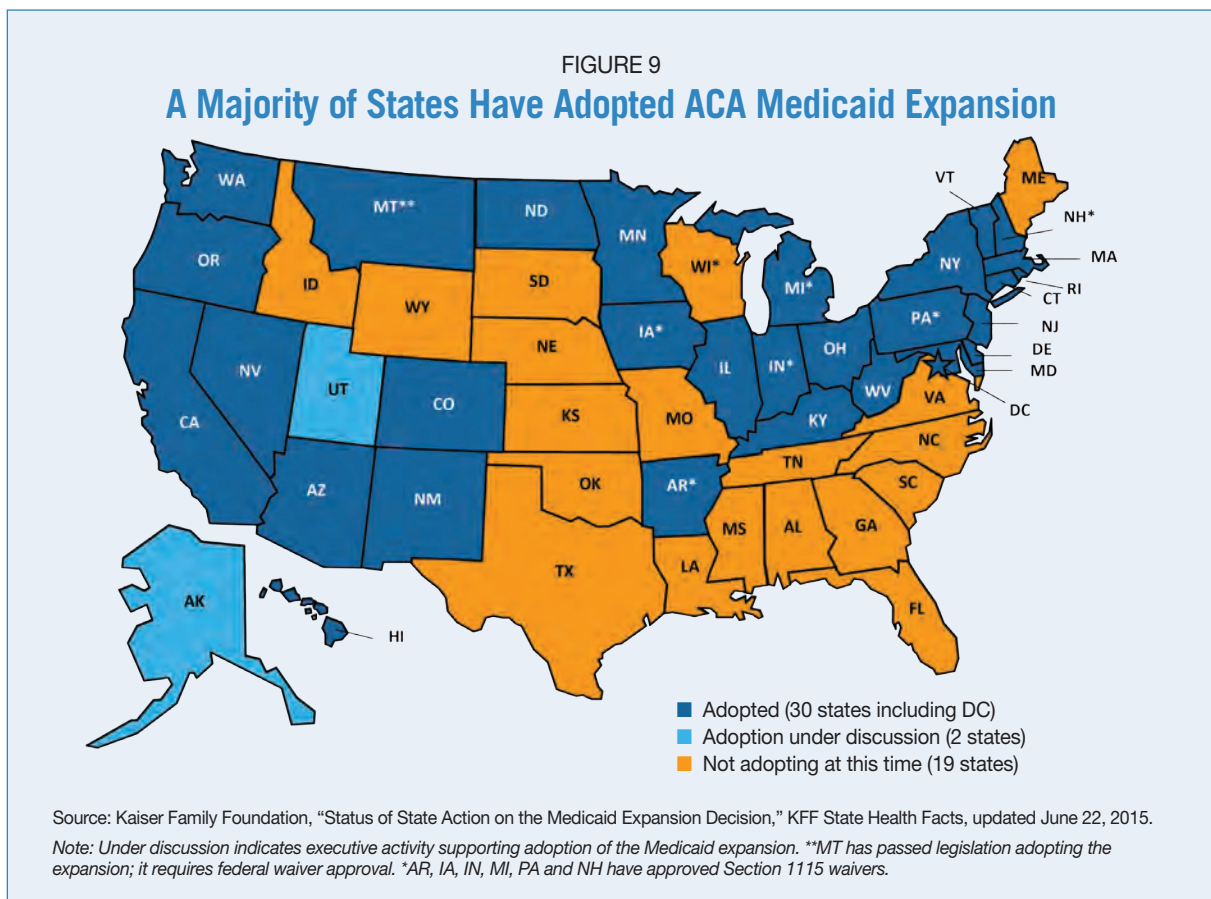 FIGURE 9
A Majority of States Have Adopted ACA Medicaid Expansion
WA
MT**
ND
MN
OR
ID
WY
SD
WI*
MI*
NY
VT
ME
NH*
MA
RI
CT
NJ
DE
MD
DC
PA*
IA*
NE
NV
UT
CO
CA
IL
IN*
OH
WV
VA
KS
MO
KY
NC
TN
SC
AZ
NM
OK
AR*
MS
AL
GA
TX
LA
FL
AK
HI
Adopted (30 states including DC)
Adoption under discussion (2 states)
Not adopting at this time (19 states)
Source: Kaiser Family Foundation, “Status of State Action on the Medicaid Expansion Decision,” KFF State Health Facts, updated June 22, 2015.
Note: Under discussion indicates executive activity supporting adoption of the Medicaid expansion. **MT has passed legislation adopting the
expansion; it requires federal waiver approval. *AR, IA, IN, MI, PA and NH have approved Section 1115 waivers.